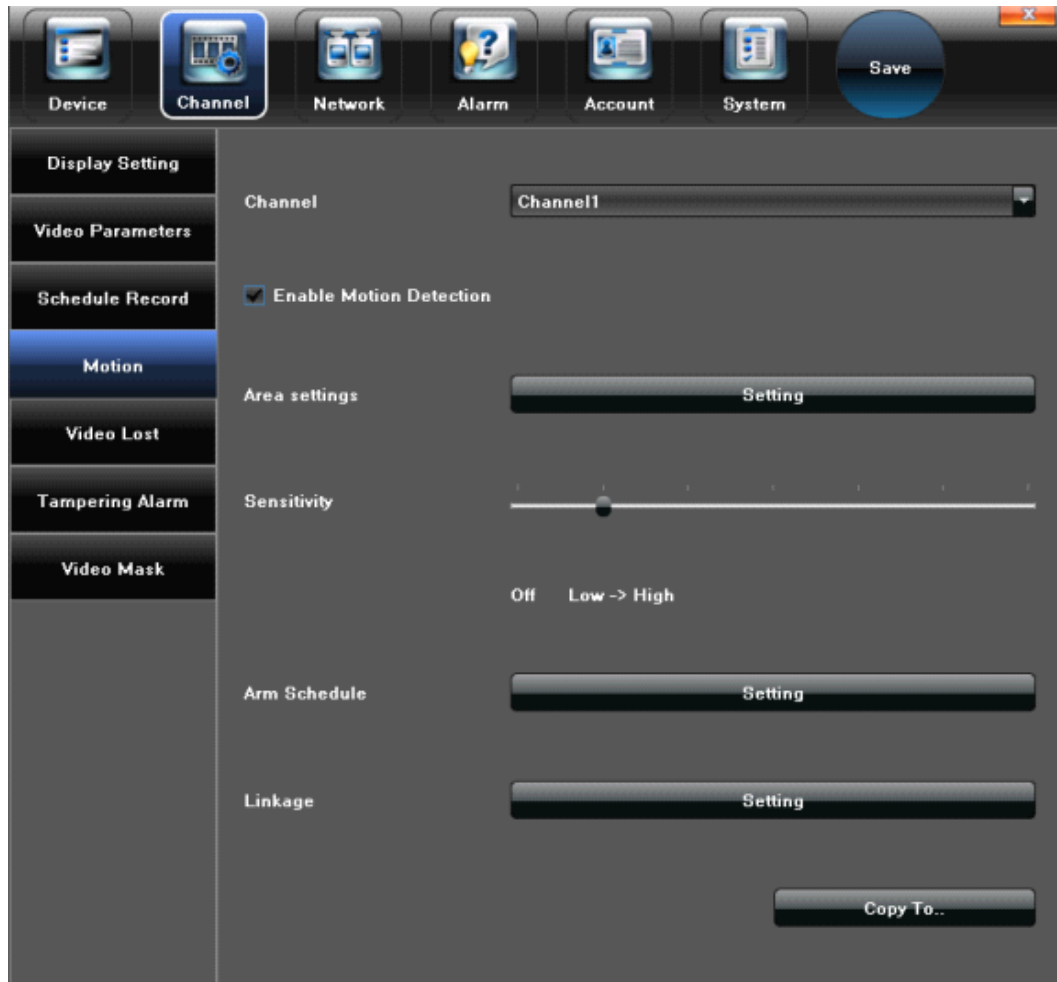 Device
Channel
Network
Alarm
Account
System
Save
x
Display Setting
Video Parameters
Schedule Record
Motion
Video Lost
Tampering Alarm
Video Mask
Channel
Channel1
Enable Motion Detection
Area settings
Setting
Sensitivity
Off Low -> High
Arm Schedule
Setting
Linkage
Setting
Copy To..